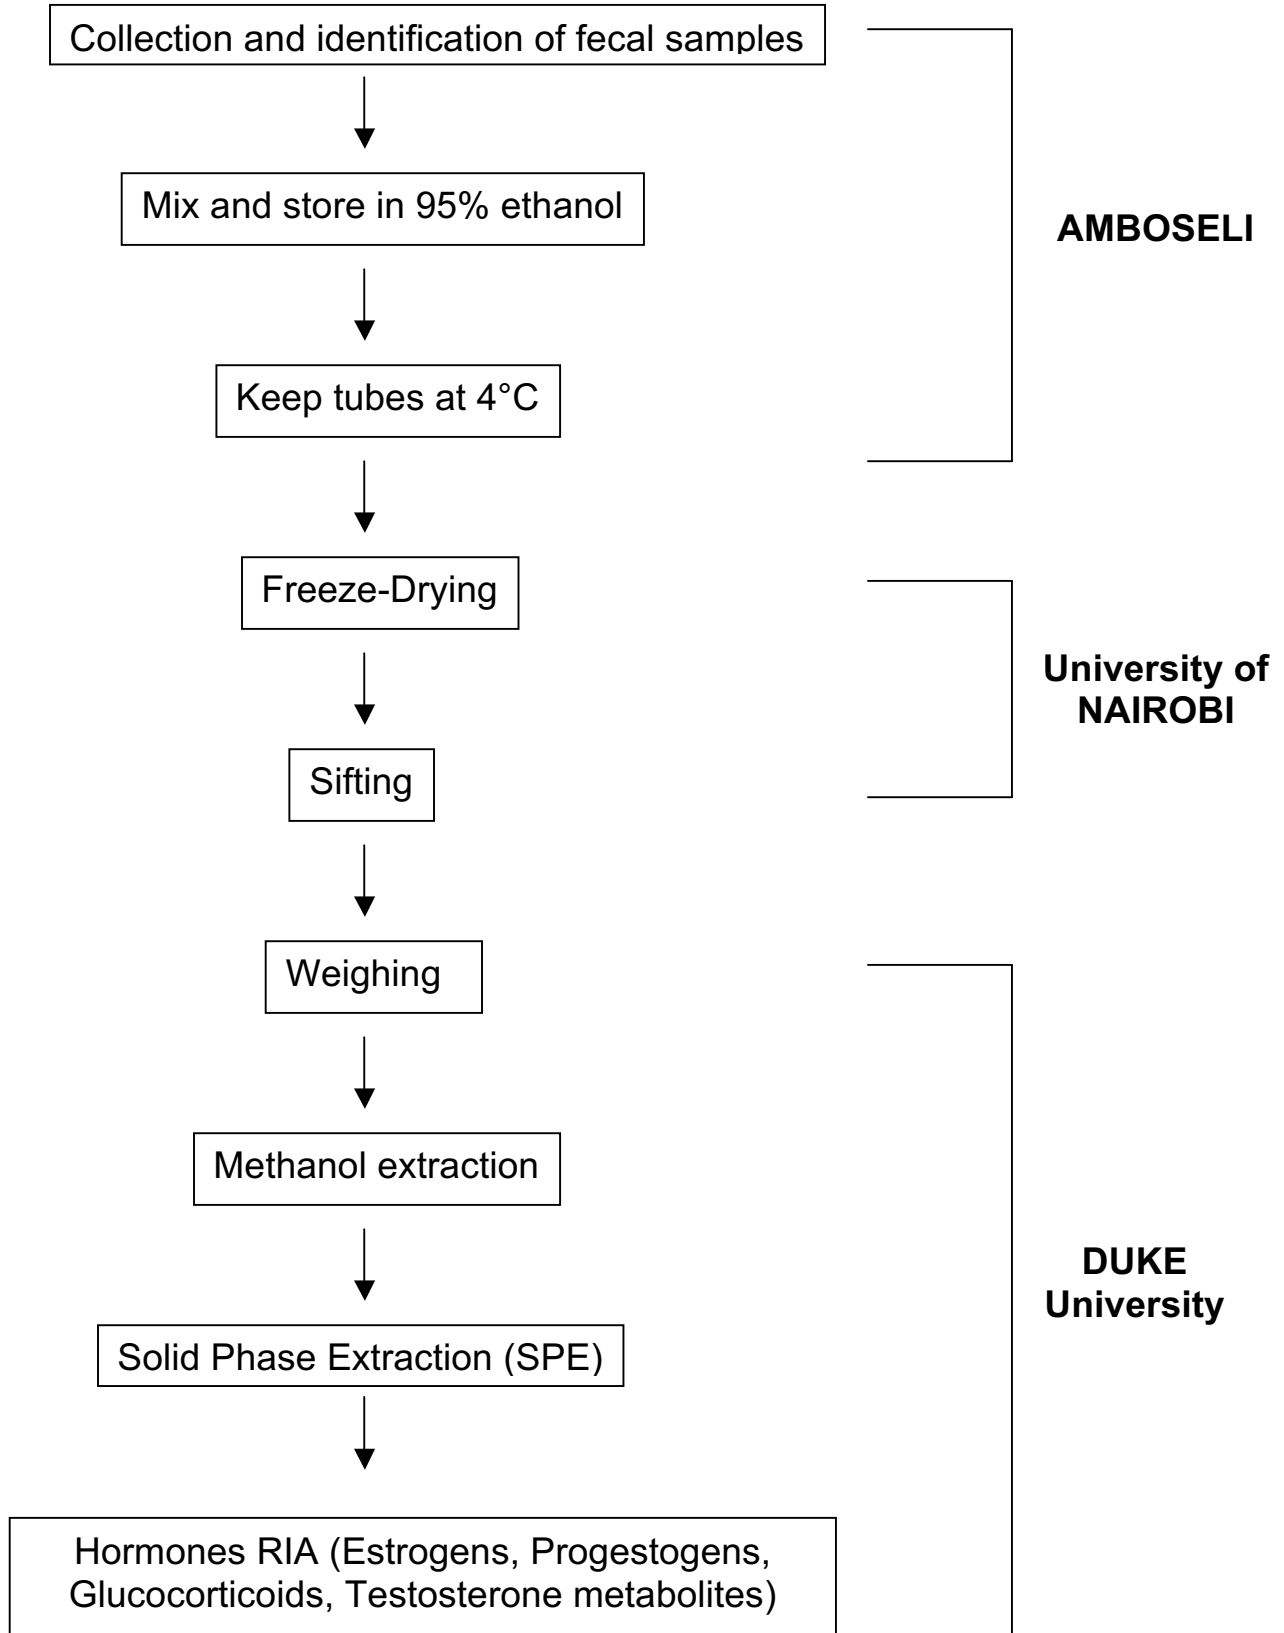 Collection and identification of fecal samples
Mix and store in 95% ethanol
AMBOSELI
Keep tubes at 4°C
Freeze-Drying
University of
NAIROBI
Sifting
Weighing
Methanol extraction
DUKE
University
Solid Phase Extraction (SPE)
Hormones RIA (Estrogens, Progestogens,
Glucocorticoids, Testosterone metabolites)